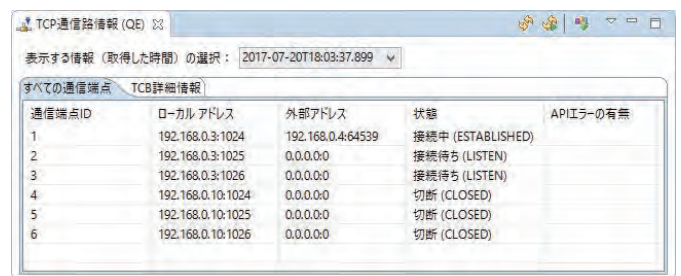 TCP通信路情報 (QE)
表示する情報（取得した時間）の選択： 2017-07-20T18:03:37.899
すべての通信端点 TCB詳細情報
通信端点ID ローカル アドレス 外部アドレス 状態 APIエラーの有無
1 192.168.0.3:1024 192.168.0.4:64539 接続中 (ESTABLISHED)
2 192.168.0.3:1025 0.0.0.0:0 接続待ち (LISTEN)
3 192.168.0.3:1026 0.0.0.0:0 接続待ち (LISTEN)
4 192.168.0.10:1024 0.0.0.0:0 切断 (CLOSED)
5 192.168.0.10:1025 0.0.0.0:0 切断 (CLOSED)
6 192.168.0.10:1026 0.0.0.0:0 切断 (CLOSED)